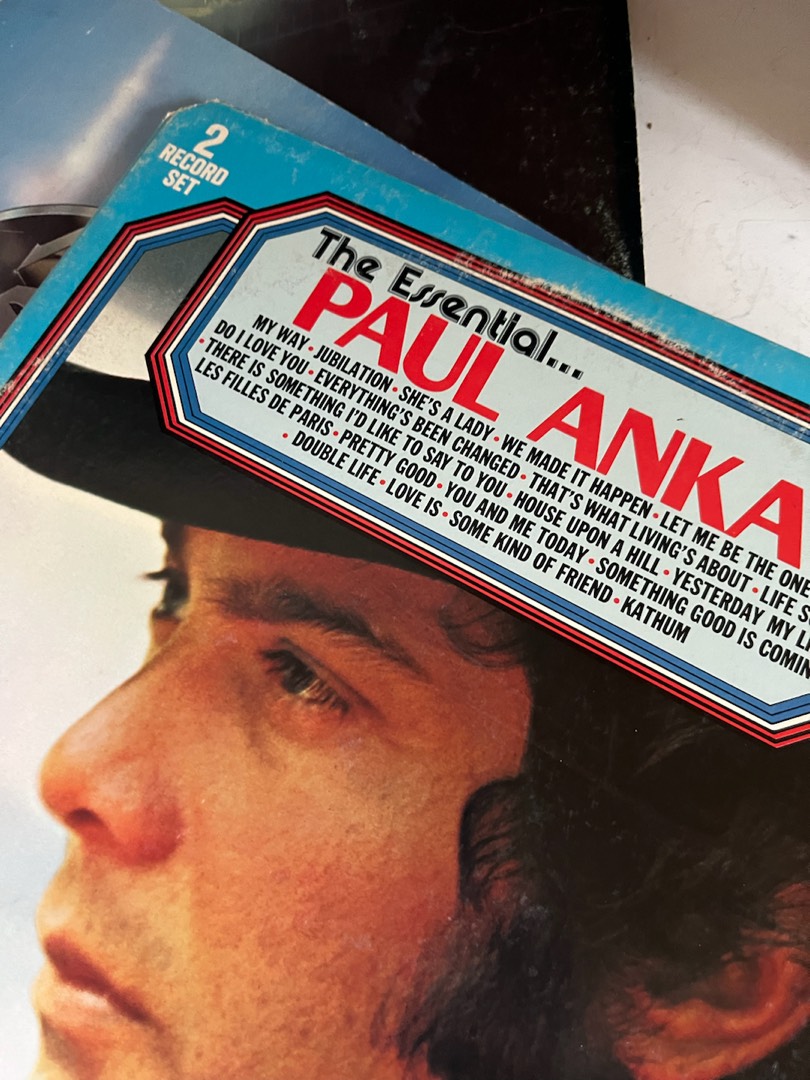 2
RECORD
SET
The Essential...
PAUL ANKA
MY WAY • JUBILATION • SHE'S A LADY • WE MADE IT HAPPEN • LET ME BE THE ONE
DO I LOVE YOU • EVERYTHING'S BEEN CHANGED • THAT'S WHAT LIVING'S ABOUT • LIFE
• THERE IS SOMETHING I'D LIKE TO SAY TO YOU • HOUSE UPON A HILL • YESTERDAY MY
LES FILLES DE PARIS • PRETTY GOOD • YOU AND ME TODAY • SOMETHING GOOD IS
• DOUBLE LIFE • LOVE IS • SOME KIND OF FRIEND • KATHUM